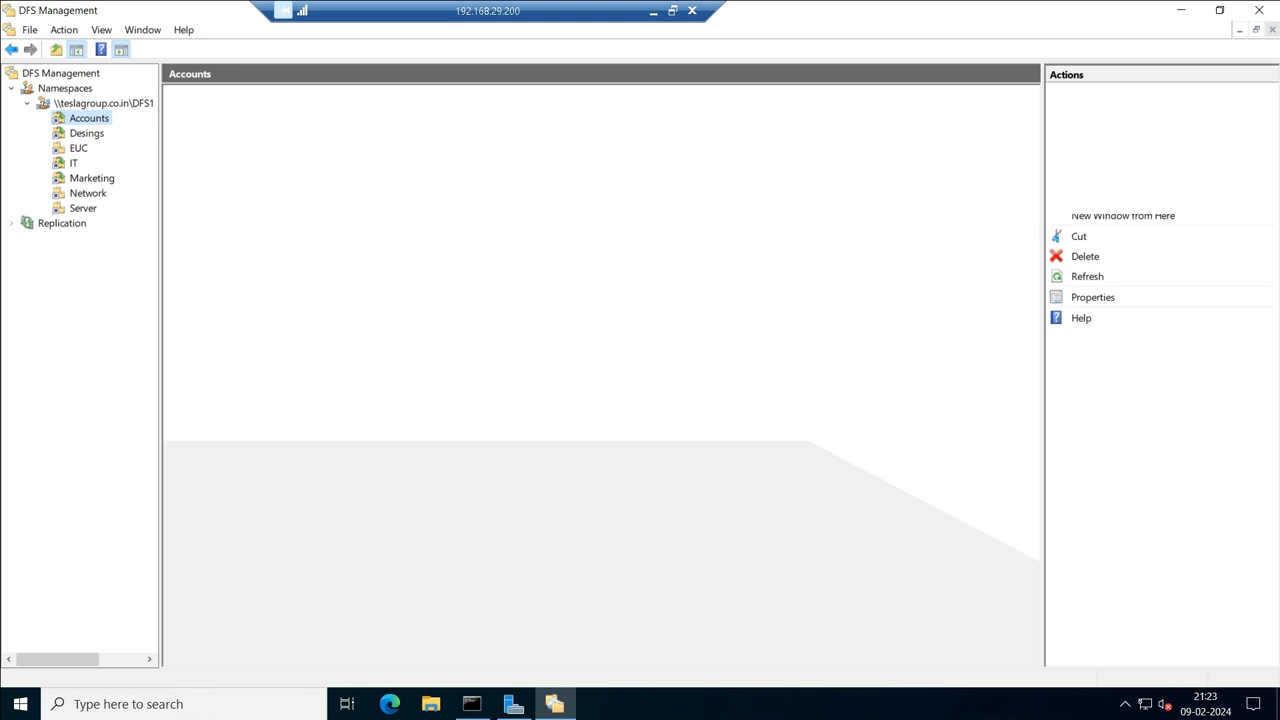 DFS Management
192.168.29.200
File Action View Window Help
DFS Management
Namespaces
\\teslagroup.co.in\DFS1
Accounts
Desings
EUC
IT
Marketing
Network
Server
Replication
Accounts
Actions
New Window from Here
Cut
Delete
Refresh
Properties
Help
Type here to search
21:23
09-02-2024